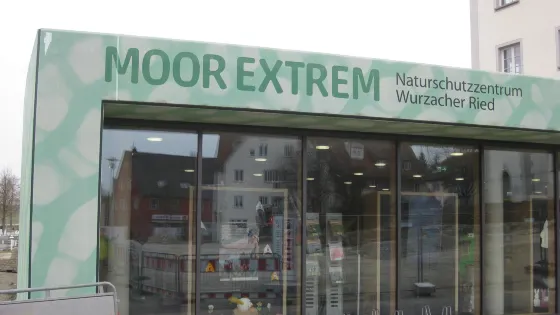 MOOR EXTREM
Naturschutzzentrum
Wurzacher Ried